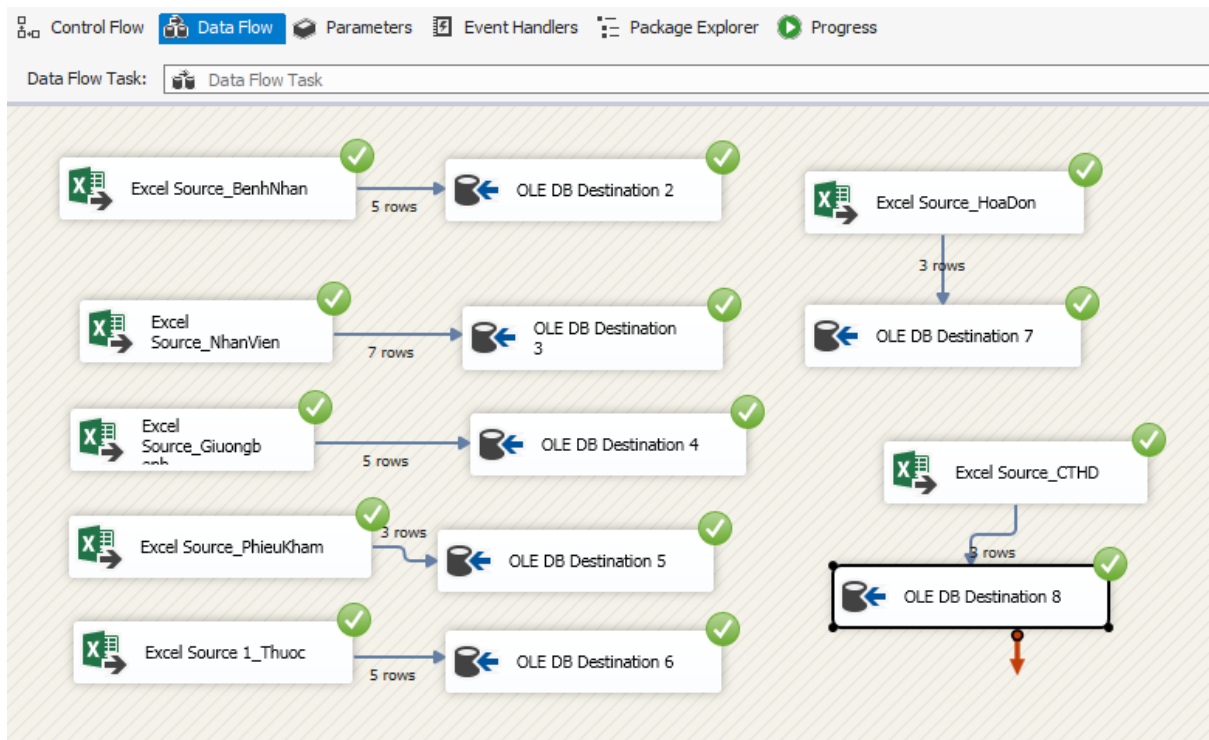 Control Flow Data Flow Parameters Event Handlers Package Explorer Progress
Data Flow Task: Data Flow Task
Excel Source_BenhNhan
5 rows
OLE DB Destination 2
Excel
Source_NhanVien
7 rows
OLE DB Destination
3
Excel
Source_Giuongb
5 rows
OLE DB Destination 4
Excel Source_PhieuKham
3 rows
OLE DB Destination 5
Excel Source 1_Thuoc
5 rows
OLE DB Destination 6
Excel Source_HoaDon
3 rows
OLE DB Destination 7
Excel Source_CTHD
3 rows
OLE DB Destination 8